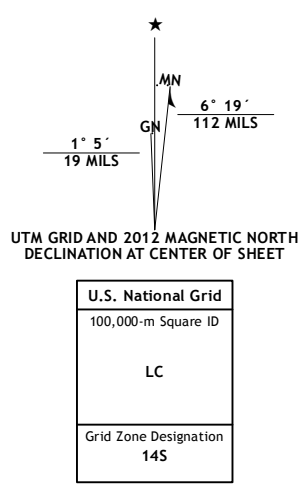 ★
MN
6° 19´
112 MILS
GN
1° 5´
19 MILS
UTM GRID AND 2012 MAGNETIC NORTH
DECLINATION AT CENTER OF SHEET
U.S. National Grid
100,000-m Square ID
LC
Grid Zone Designation
14S